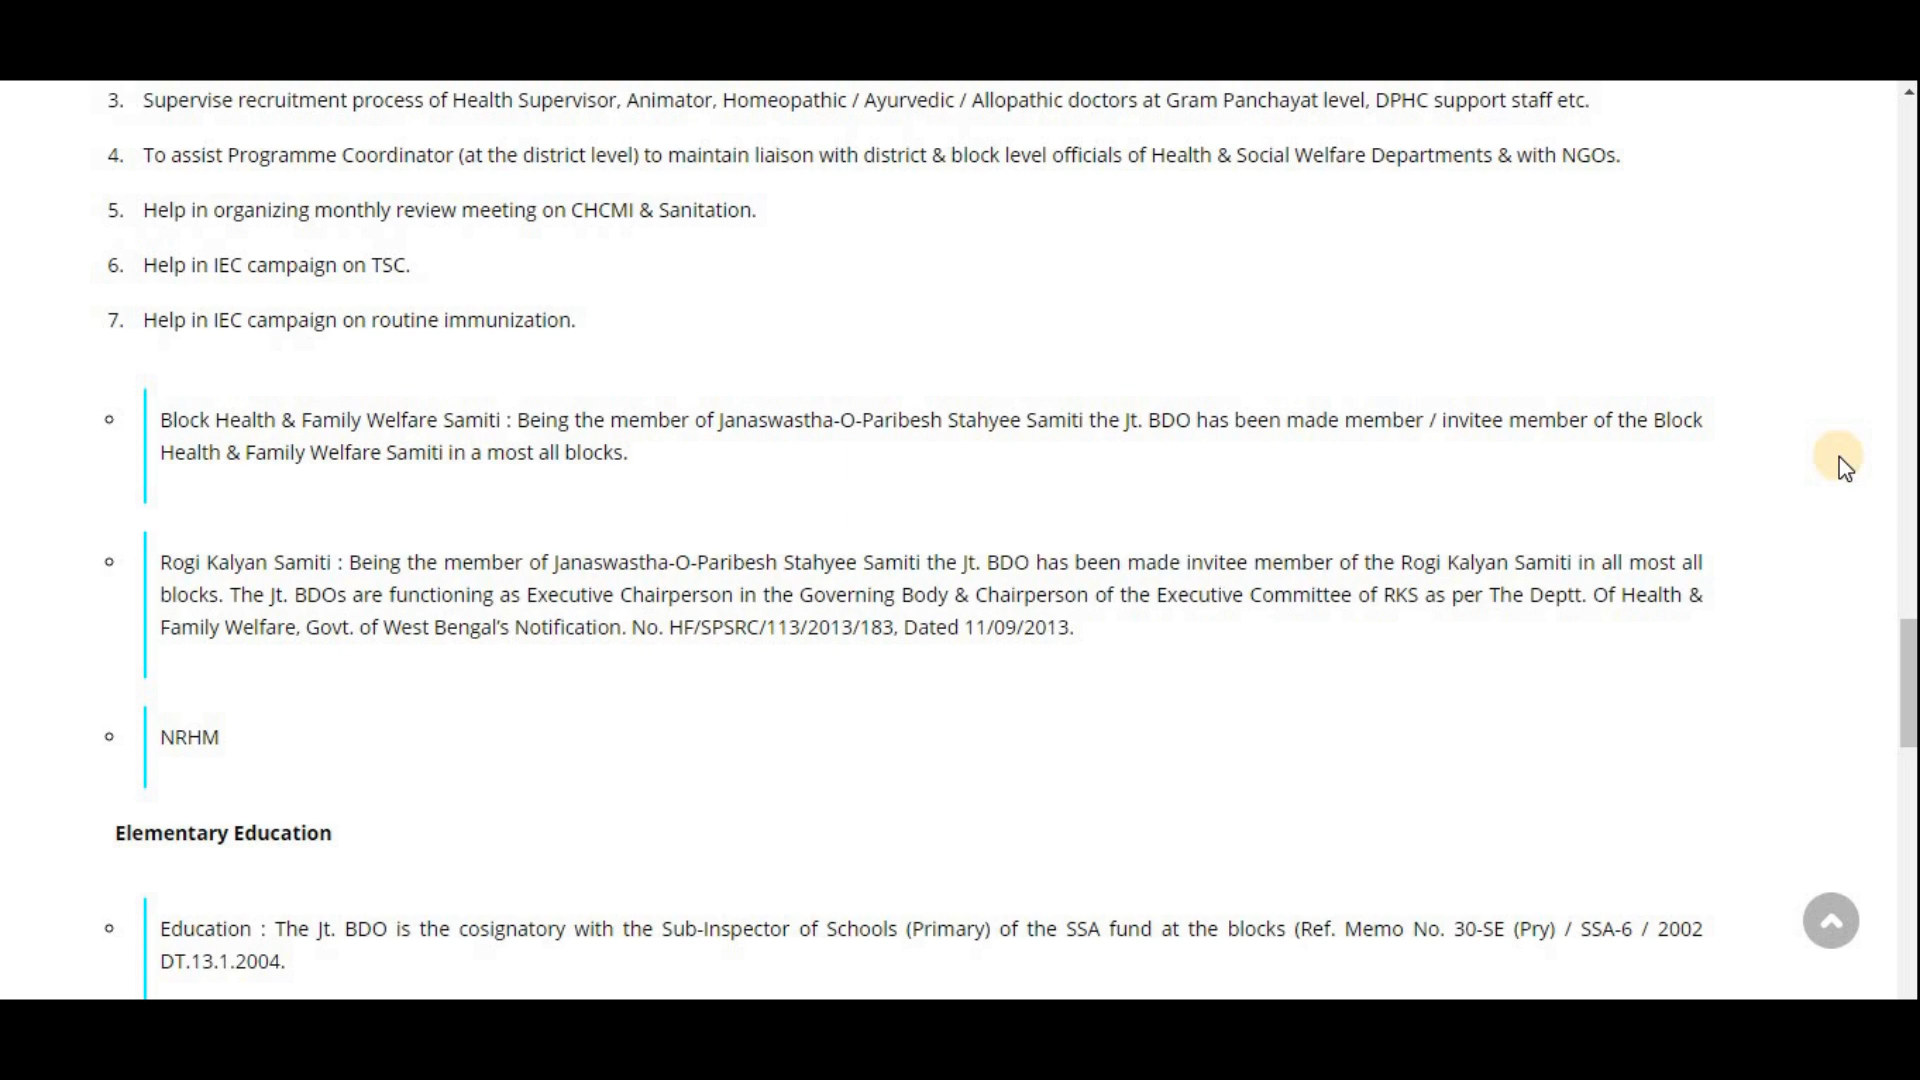 3. Supervise recruitment process of Health Supervisor, Animator, Homeopathic / Ayurvedic / Allopathic doctors at Gram Panchayat level, DPHC support staff etc.
4. To assist Programme Coordinator (at the district level) to maintain liaison with district & block level officials of Health & Social Welfare Departments & with NGOs.
5. Help in organizing monthly review meeting on CHCMI & Sanitation.
6. Help in IEC campaign on TSC.
7. Help in IEC campaign on routine immunization.
Block Health & Family Welfare Samiti : Being the member of Janaswastha-O-Paribesh Stahyee Samiti the Jt. BDO has been made member / invitee member of the Block
Health & Family Welfare Samiti in a most all blocks.
Rogi Kalyan Samiti : Being the member of Janaswastha-O-Paribesh Stahyee Samiti the Jt. BDO has been made invitee member of the Rogi Kalyan Samiti in all most all
blocks. The Jt. BDOs are functioning as Executive Chairperson in the Governing Body & Chairperson of the Executive Committee of RKS as per The Deptt. Of Health &
Family Welfare, Govt. of West Bengal’s Notification. No. HF/SPSRC/113/2013/183, Dated 11/09/2013.
NRHM
Elementary Education
Education : The Jt. BDO is the cosignatory with the Sub-Inspector of Schools (Primary) of the SSA fund at the blocks (Ref. Memo No. 30-SE (Pry) / SSA-6 / 2002
DT.13.1.2004.